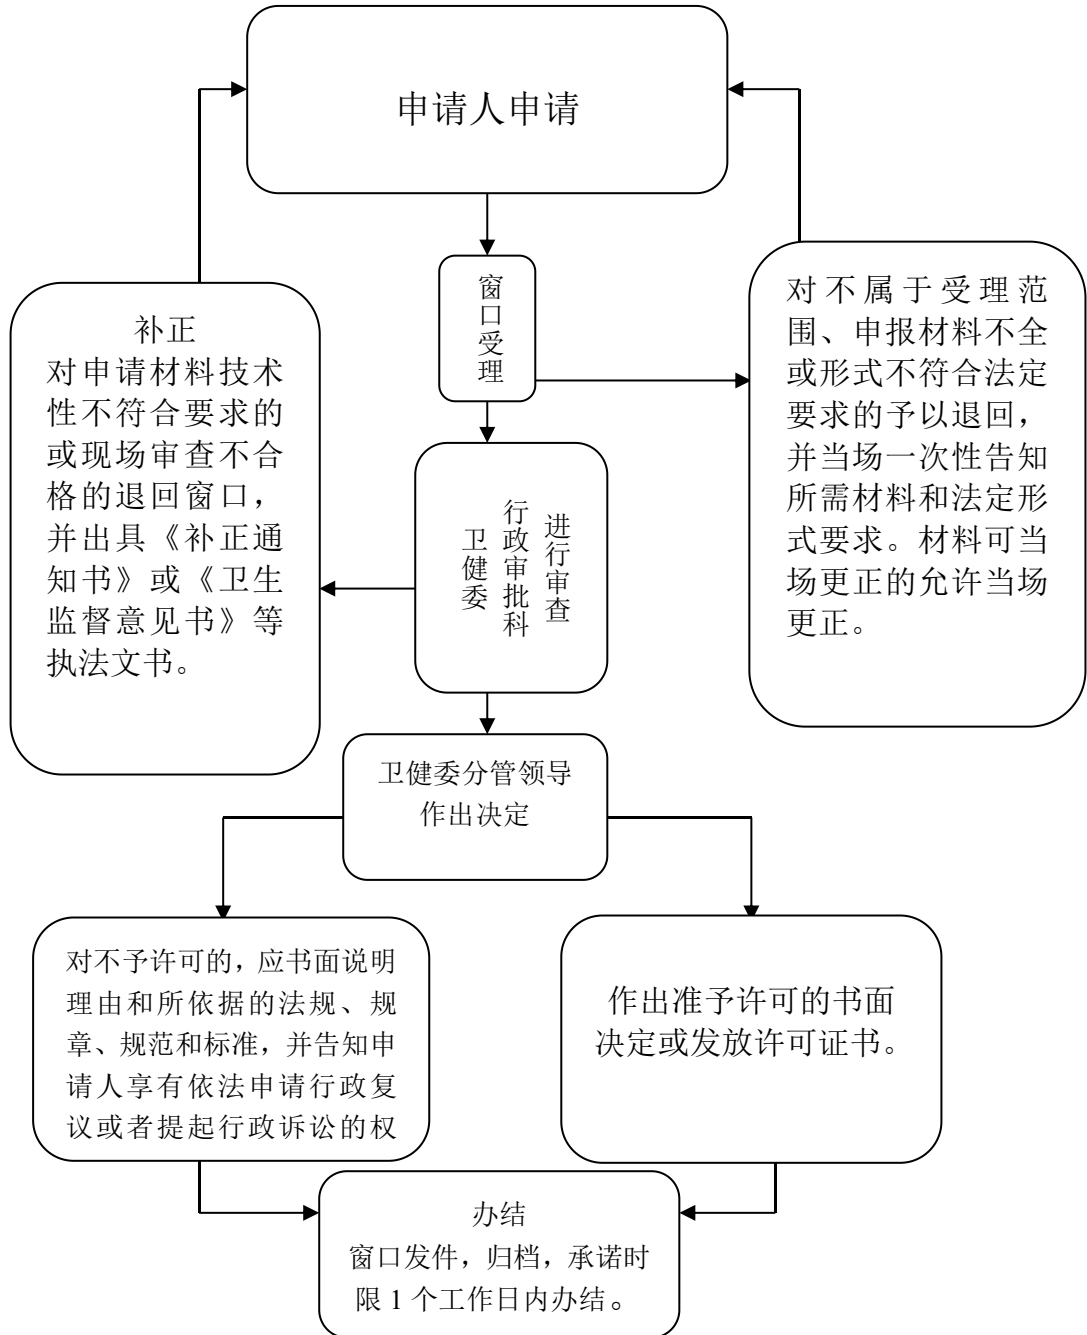 申请人申请
窗口受理
补正
对申请材料技术
性不符合要求的
或现场审查不合
格的退回窗口，
并出具《补正通
知书》或《卫生
监督意见书》等
执法文书。
对不属于受理范
围、申报材料不全
或形式不符合法定
要求的予以退回，
并当场一次性告知
所需材料和法定形
式要求。材料可当
场更正的允许当场
更正。
卫健委
行政审批科
进行审查
卫健委分管领导
作出决定
对不予许可的，应书面说明
理由和所依据的法规、规
章、规范和标准，并告知申
请人享有依法申请行政复
议或者提起行政诉讼的权
作出准予许可的书面
决定或发放许可证书。
办结
窗口发件，归档，承诺时
限 1 个工作日内办结。